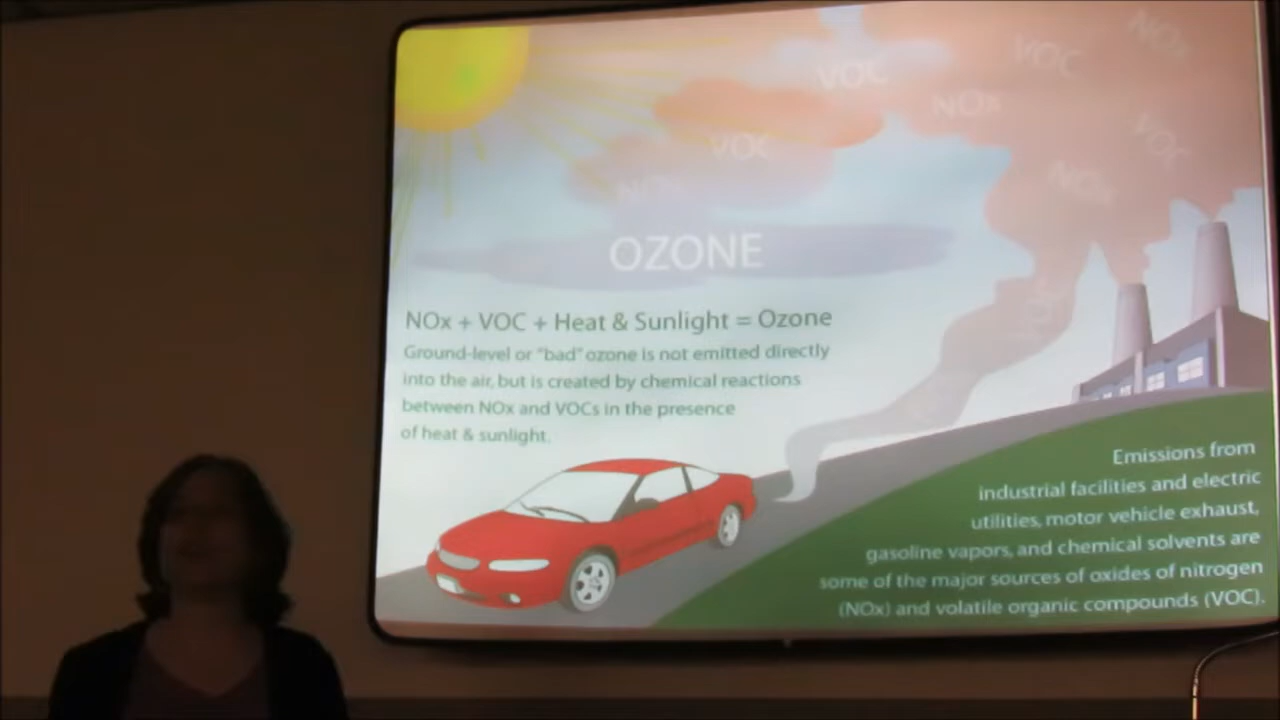 NOx
VOC
VOC
NOx
VOC
VOC
NOx
NOx
OZONE
NOx + VOC + Heat & Sunlight = Ozone
Ground-level or "bad" ozone is not emitted directly
into the air, but is created by chemical reactions
between NOx and VOCs in the presence
of heat & sunlight.
Emissions from
industrial facilities and electric
utilities, motor vehicle exhaust,
gasoline vapors, and chemical solvents are
some of the major sources of oxides of nitrogen
(NOx) and volatile organic compounds (VOC).